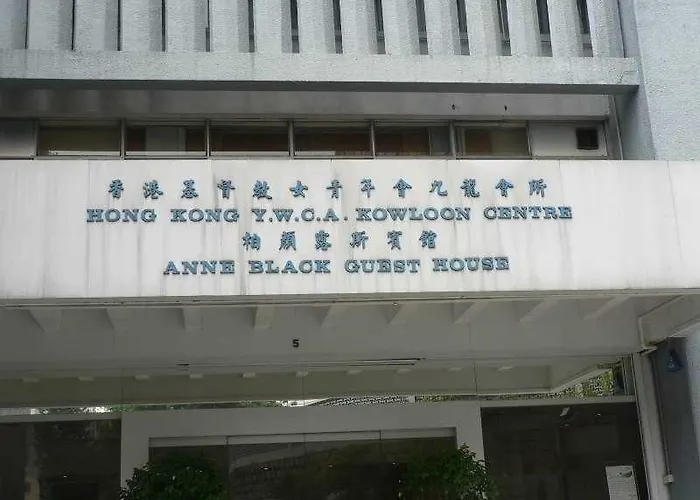 香港基督教女青年會九龍會所
HONG KONG Y.W.C.A. KOWLOON CENTRE
柏顏露斯賓館
ANNE BLACK GUEST HOUSE
5